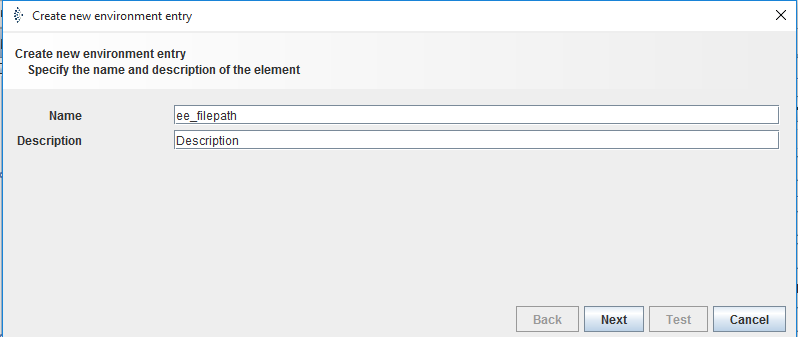 Create new environment entry
Create new environment entry
Specify the name and description of the element
Name ee_filepath
Description Description
Back Next Test Cancel